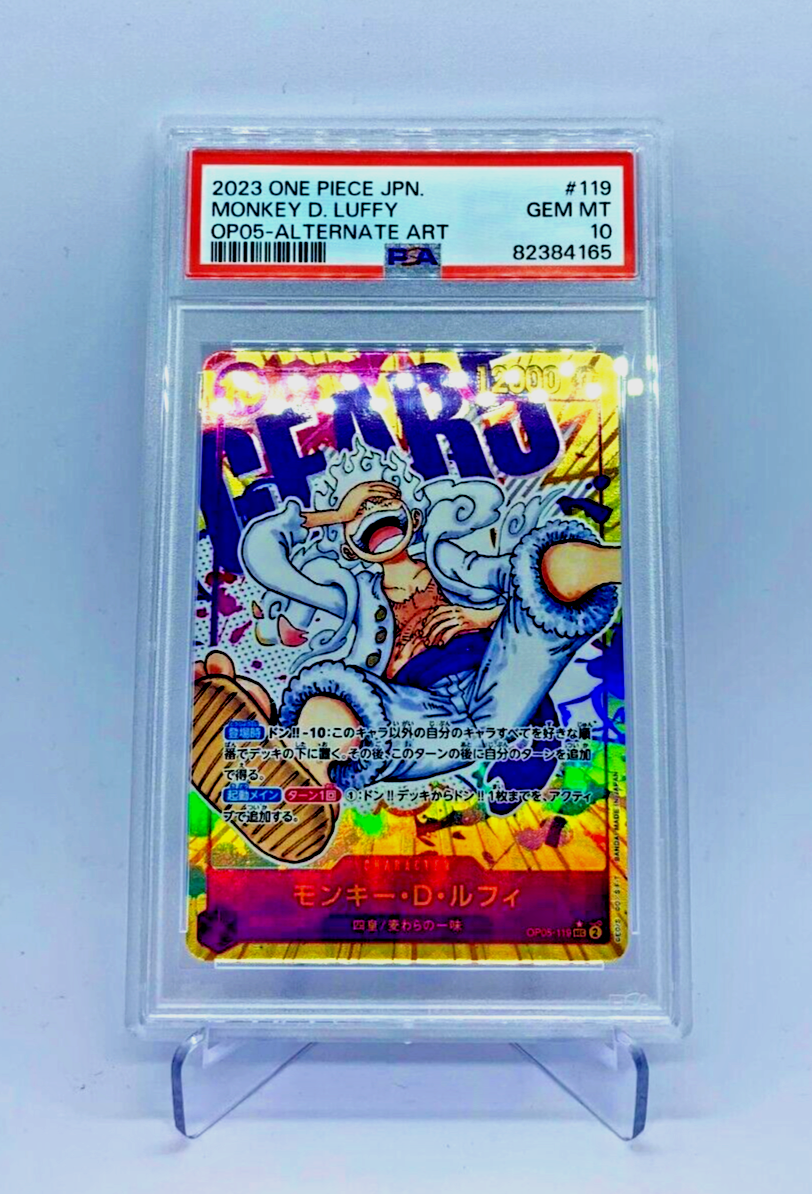 2023 ONE PIECE JPN. #119
MONKEY D. LUFFY GEM MT
OP05-ALTERNATE ART 10
PSA 82384165
12000
GEAR5
登場時 ドン!!-10:このキャラ以外の自分のキャラすべてを好きな順
番でデッキの下に置く。その後、このターンの後に自分のターンを追加
で得る。
起動メイン ターン1回 ①:ドン!!デッキからドン!!1枚までを、アクティ
ブで追加する。
CHARACTER
モンキー・D・ルフィ
四皇/麦わらの一味
OP05-119 SEC 2